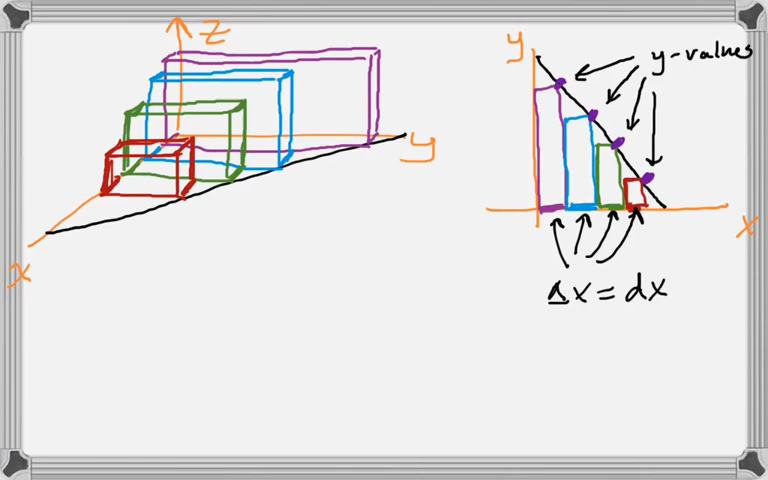 z
y
x
y
y-values
x
Δx = dx